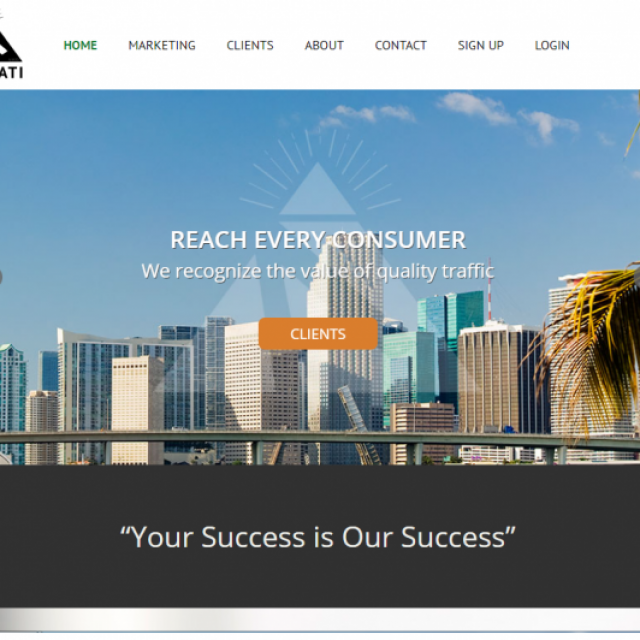 ATI
HOME MARKETING CLIENTS ABOUT CONTACT SIGN UP LOGIN
REACH EVERY CONSUMER
We recognize the value of quality traffic
CLIENTS
“Your Success is Our Success”